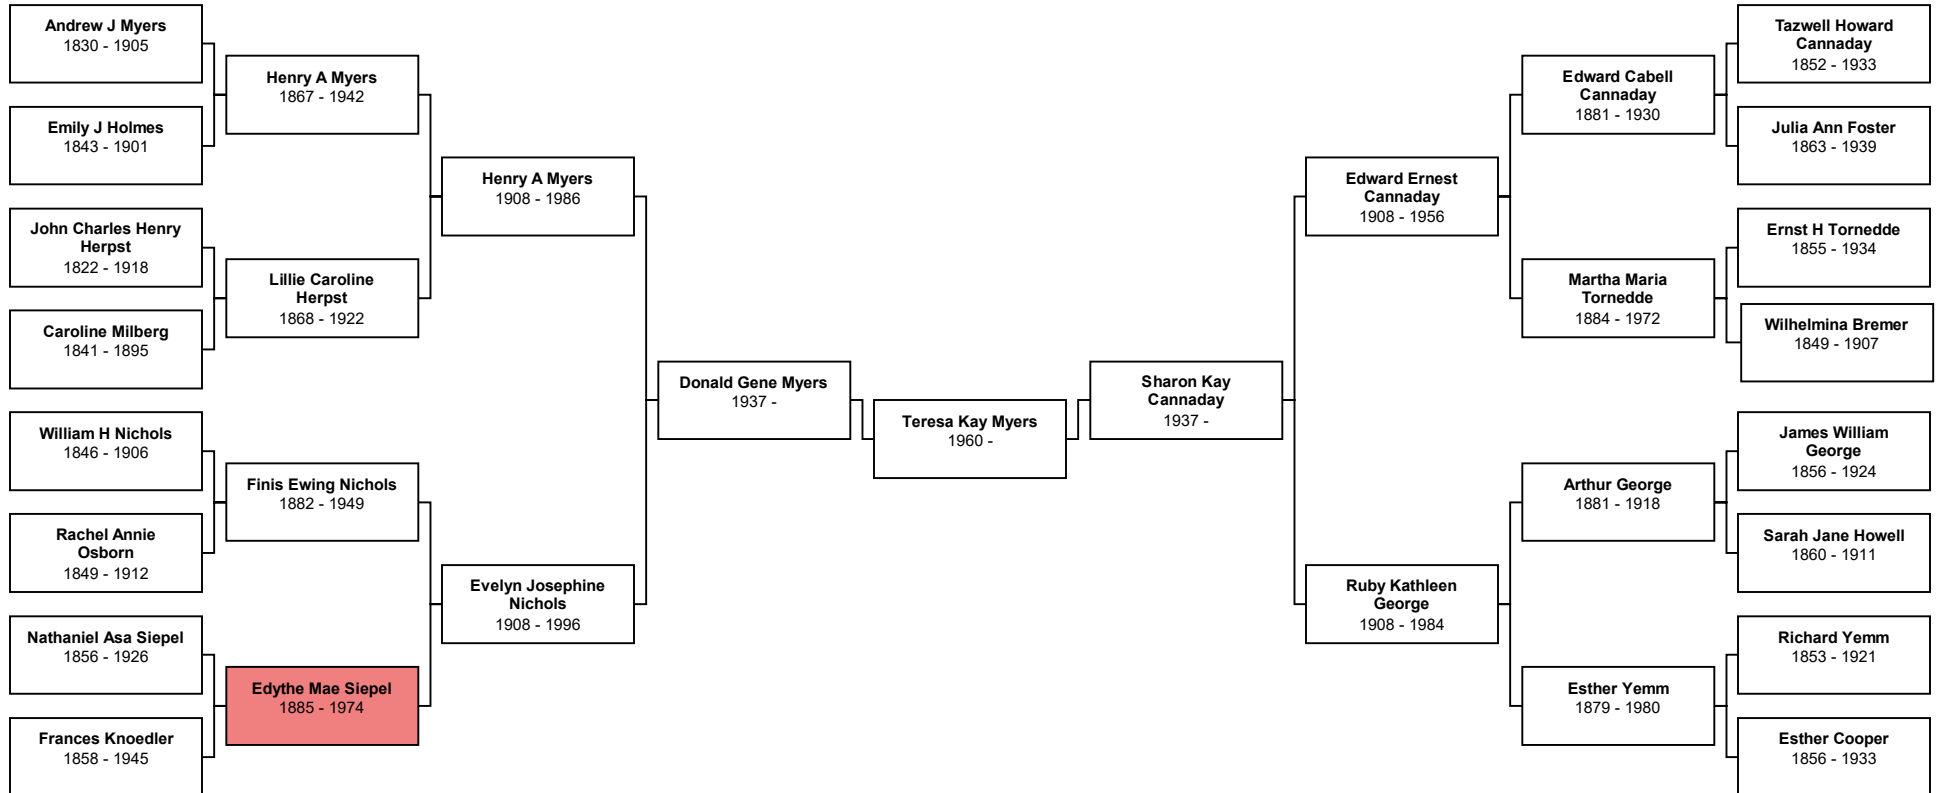 Andrew J Myers
1830 - 1905
Emily J Holmes
1843 - 1901
John Charles Henry
Herpst
1822 - 1918
Caroline Milberg
1841 - 1895
William H Nichols
1846 - 1906
Rachel Annie
Osborn
1849 - 1912
Nathaniel Asa Siepel
1856 - 1926
Frances Knoedler
1858 - 1945
Henry A Myers
1867 - 1942
Lillie Caroline
Herpst
1868 - 1922
Finis Ewing Nichols
1882 - 1949
Edythe Mae Siepel
1885 - 1974
Henry A Myers
1908 - 1986
Evelyn Josephine
Nichols
1908 - 1996
Donald Gene Myers
1937 -
Teresa Kay Myers
1960 -
Sharon Kay
Cannaday
1937 -
Edward Ernest
Cannaday
1908 - 1956
Ruby Kathleen
George
1908 - 1984
Edward Cabell
Cannaday
1881 - 1930
Martha Maria
Tornedde
1884 - 1972
Arthur George
1881 - 1918
Esther Yemm
1879 - 1980
Tazwell Howard
Cannaday
1852 - 1933
Julia Ann Foster
1863 - 1939
Ernst H Tornedde
1855 - 1934
Wilhelmina Bremer
1849 - 1907
James William
George
1856 - 1924
Sarah Jane Howell
1860 - 1911
Richard Yemm
1853 - 1921
Esther Cooper
1856 - 1933